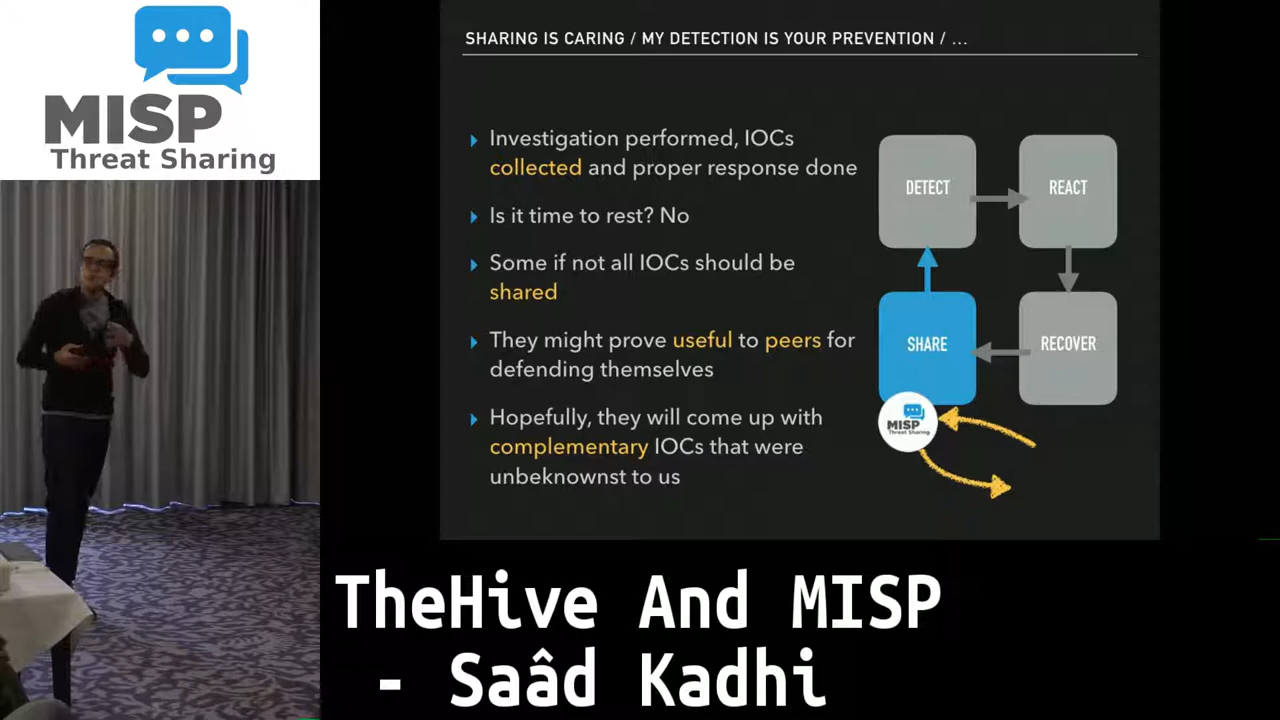 MISP
Threat Sharing
SHARING IS CARING / MY DETECTION IS YOUR PREVENTION / ...
Investigation performed, IOCs
collected and proper response done
Is it time to rest? No
Some if not all IOCs should be
shared
They might prove useful to peers for
defending themselves
Hopefully, they will come up with
complementary IOCs that were
unbeknownst to us
DETECT
REACT
SHARE
RECOVER
MISP
Threat Sharing
TheHive And MISP
- Saâd Kadhi